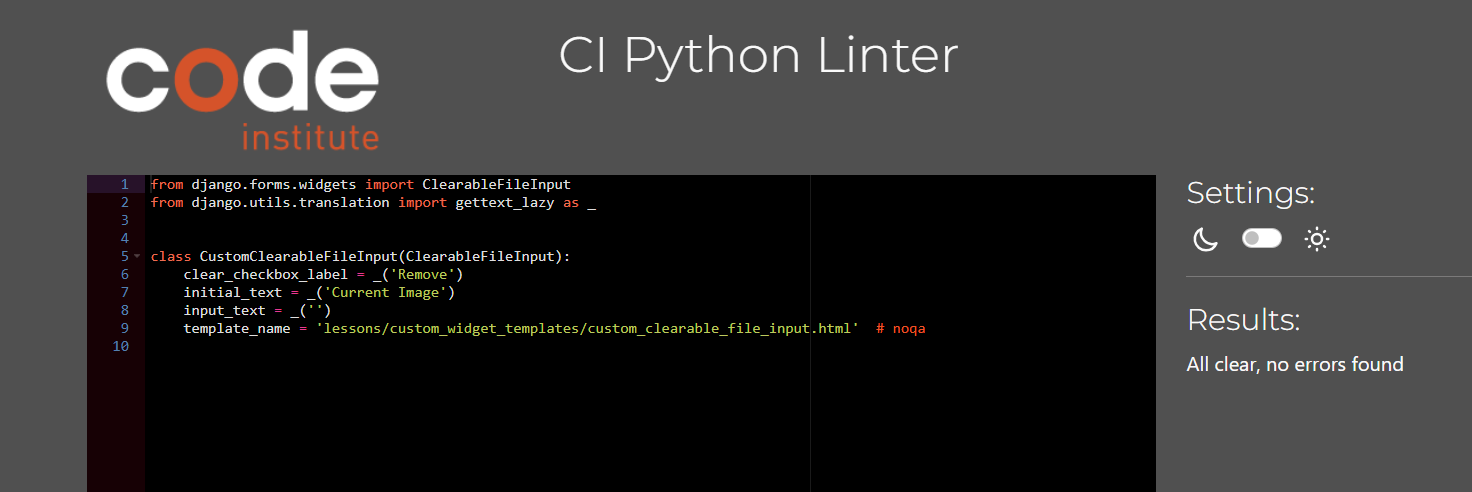 code
institute
CI Python Linter
1 from django.forms.widgets import ClearableFileInput
2 from django.utils.translation import gettext_lazy as _
3
4
5 class CustomClearableFileInput(ClearableFileInput):
6     clear_checkbox_label = _('Remove')
7     initial_text = _('Current Image')
8     input_text = _('')
9     template_name = 'lessons/custom_widget_templates/custom_clearable_file_input.html'  # noqa
10
Settings:
Results:
All clear, no errors found